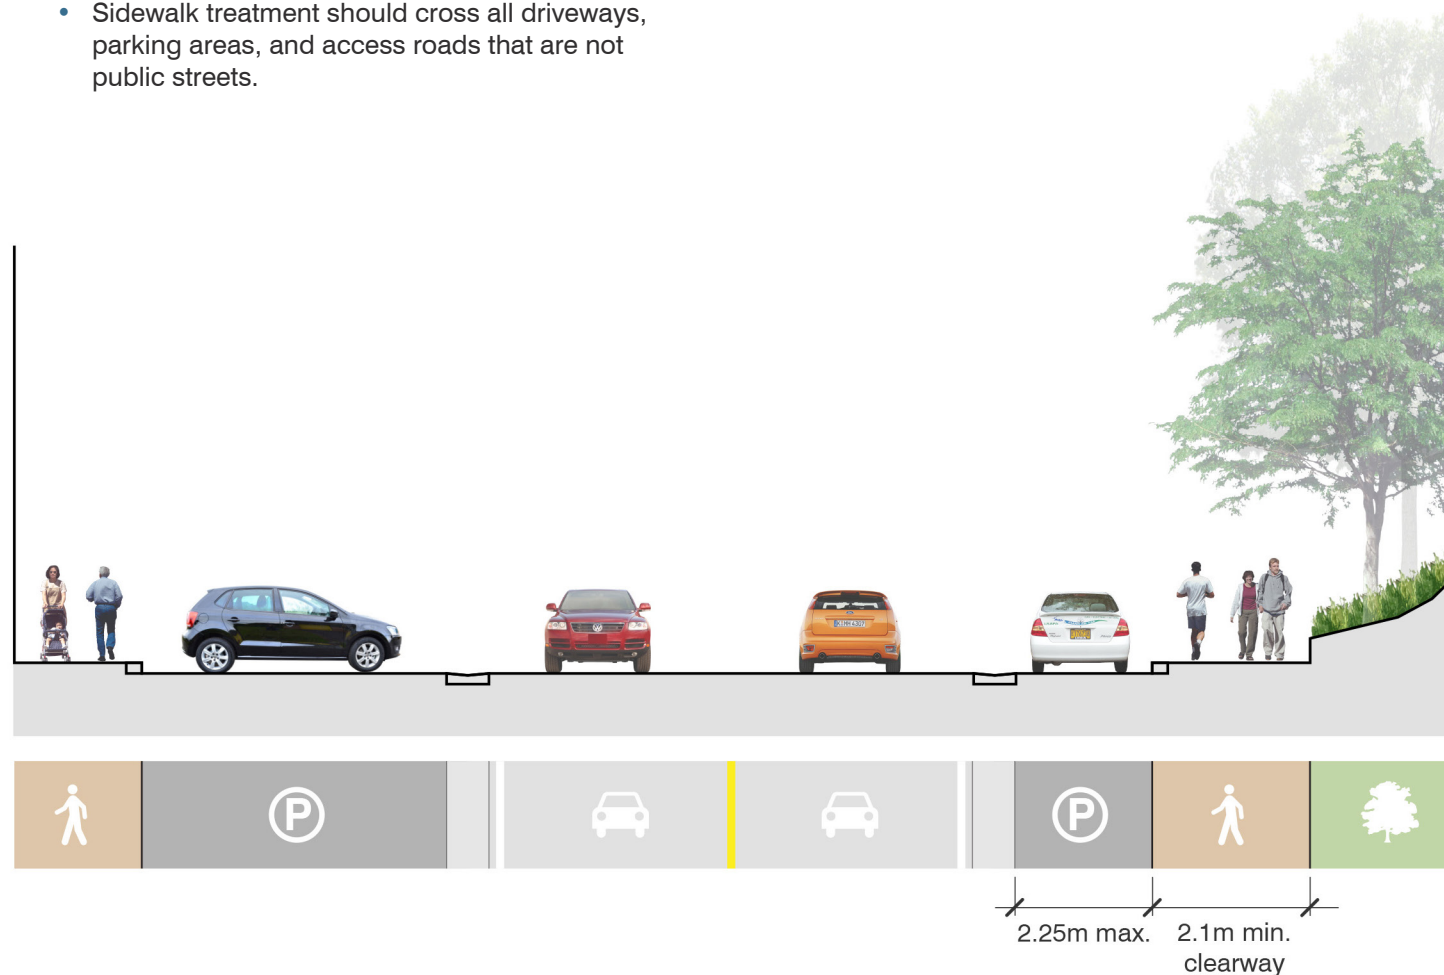 • Sidewalk treatment should cross all driveways,
parking areas, and access roads that are not
public streets.
P
P
2.25m max.
2.1m min.
clearway